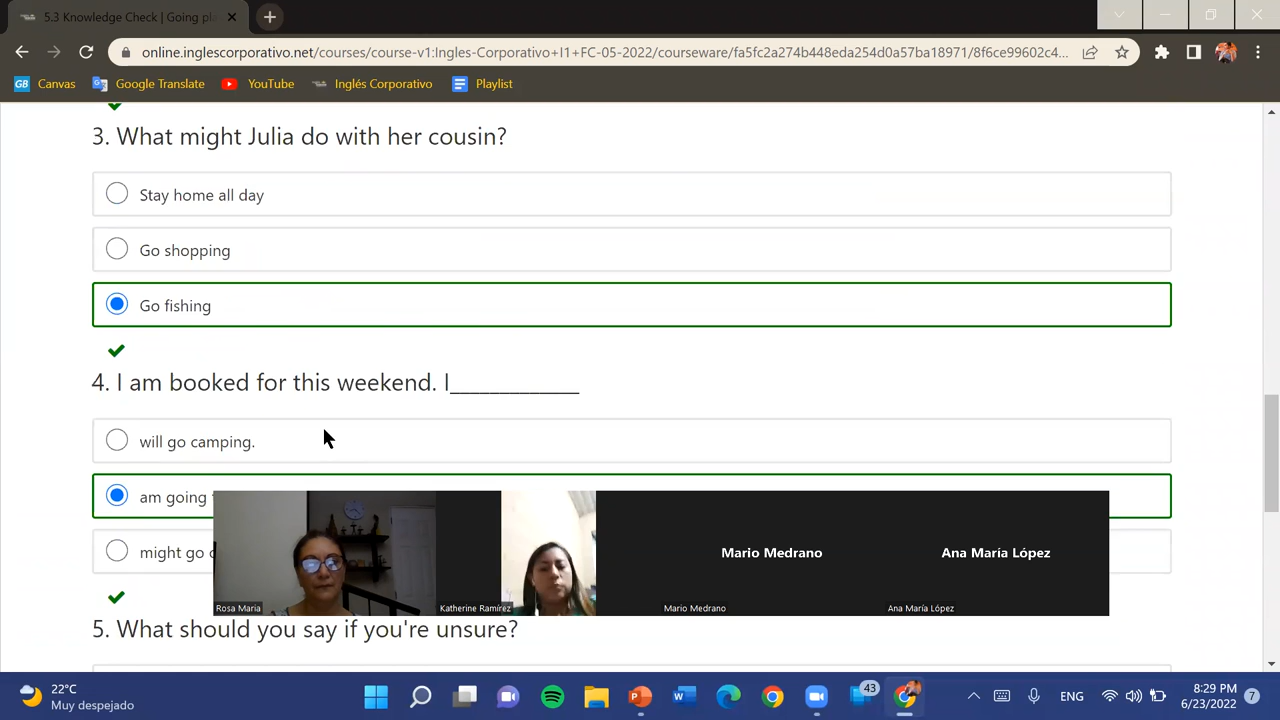 5.3 Knowledge Check | Going pla
online.inglescorporativo.net/courses/course-v1:Ingles-Corporativo+I1+FC-05-2022/courseware/fa5fc2a274b448eda254d0a57ba18971/8f6ce99602c4...
GB Canvas Google Translate YouTube Inglés Corporativo Playlist
3. What might Julia do with her cousin?
Stay home all day
Go shopping
Go fishing
4. I am booked for this weekend. I_____________
will go camping.
am going
might go
Mario Medrano
Ana María López
Rosa Maria
Katherine Ramírez
Mario Medrano
Ana María López
5. What should you say if you're unsure?
22°C
Muy despejado
43
ENG
8:29 PM
6/23/2022
7